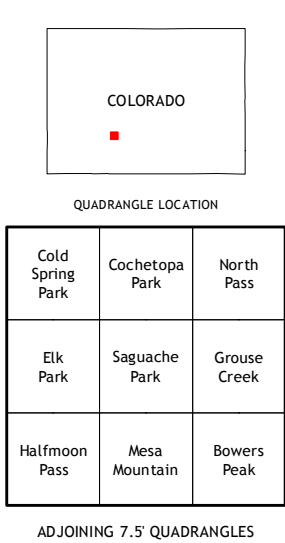 COLORADO
QUADRANGLE LOCATION
Cold
Spring
Park
Cochetopa
Park
North
Pass
Elk
Park
Saguache
Park
Grouse
Creek
Halfmoon
Pass
Mesa
Mountain
Bowers
Peak
ADJOINING 7.5' QUADRANGLES